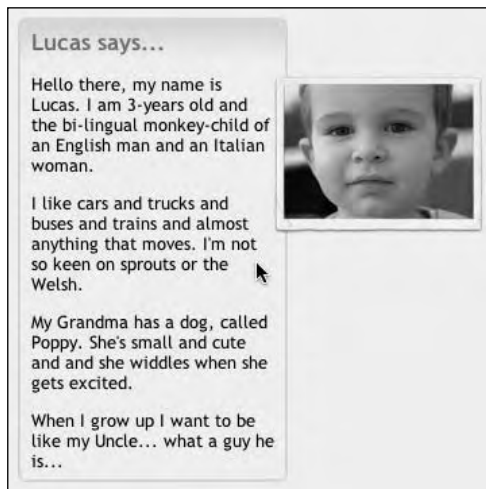 Lucas says...
Hello there, my name is
Lucas. I am 3-years old and
the bi-lingual monkey-child of
an English man and an Italian
woman.
I like cars and trucks and
buses and trains and almost
anything that moves. I'm not
so keen on sprouts or the
Welsh.
My Grandma has a dog, called
Poppy. She's small and cute
and and she widdles when she
gets excited.
When I grow up I want to be
like my Uncle... what a guy he
is...